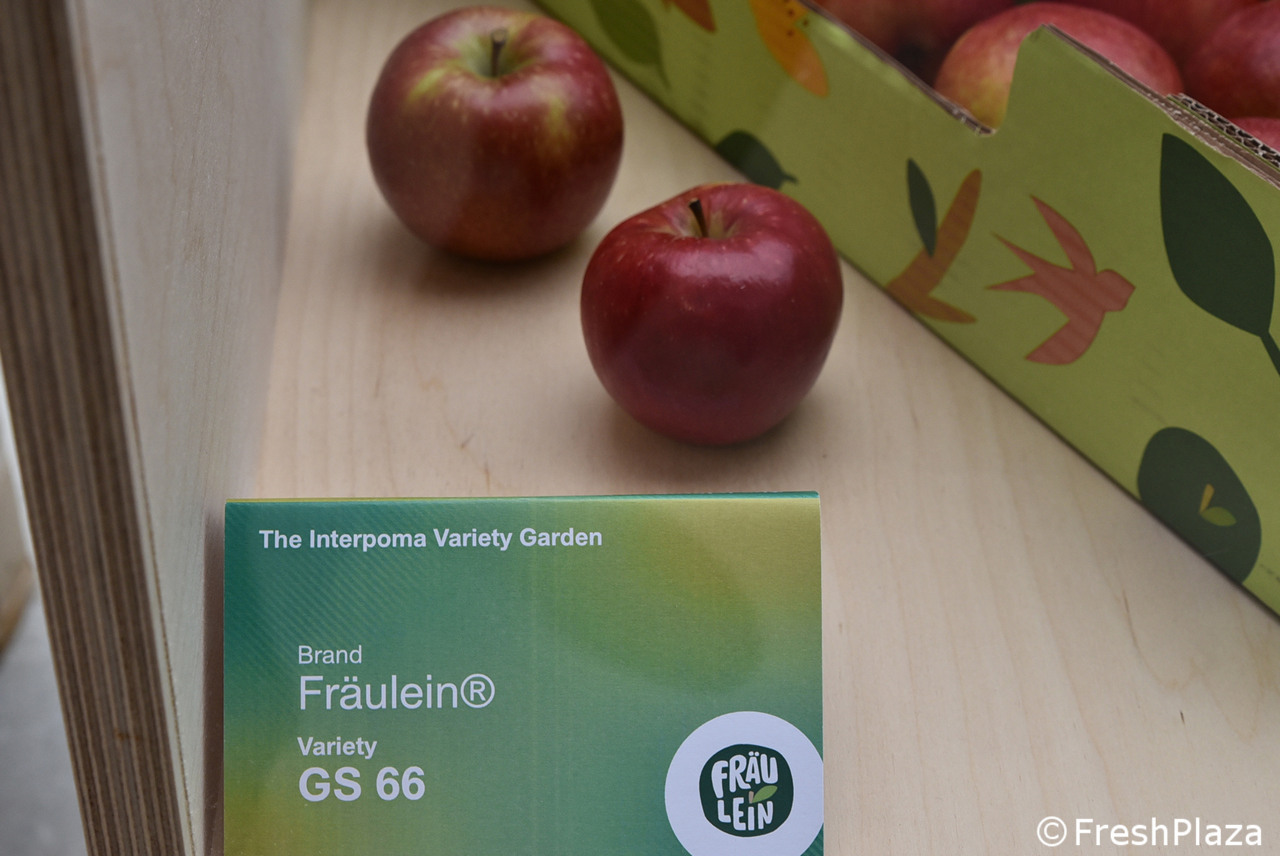 The Interpoma Variety Garden
Brand
Fräulein®
Variety
GS 66
FRÄU
LEIN
©FreshPlaza